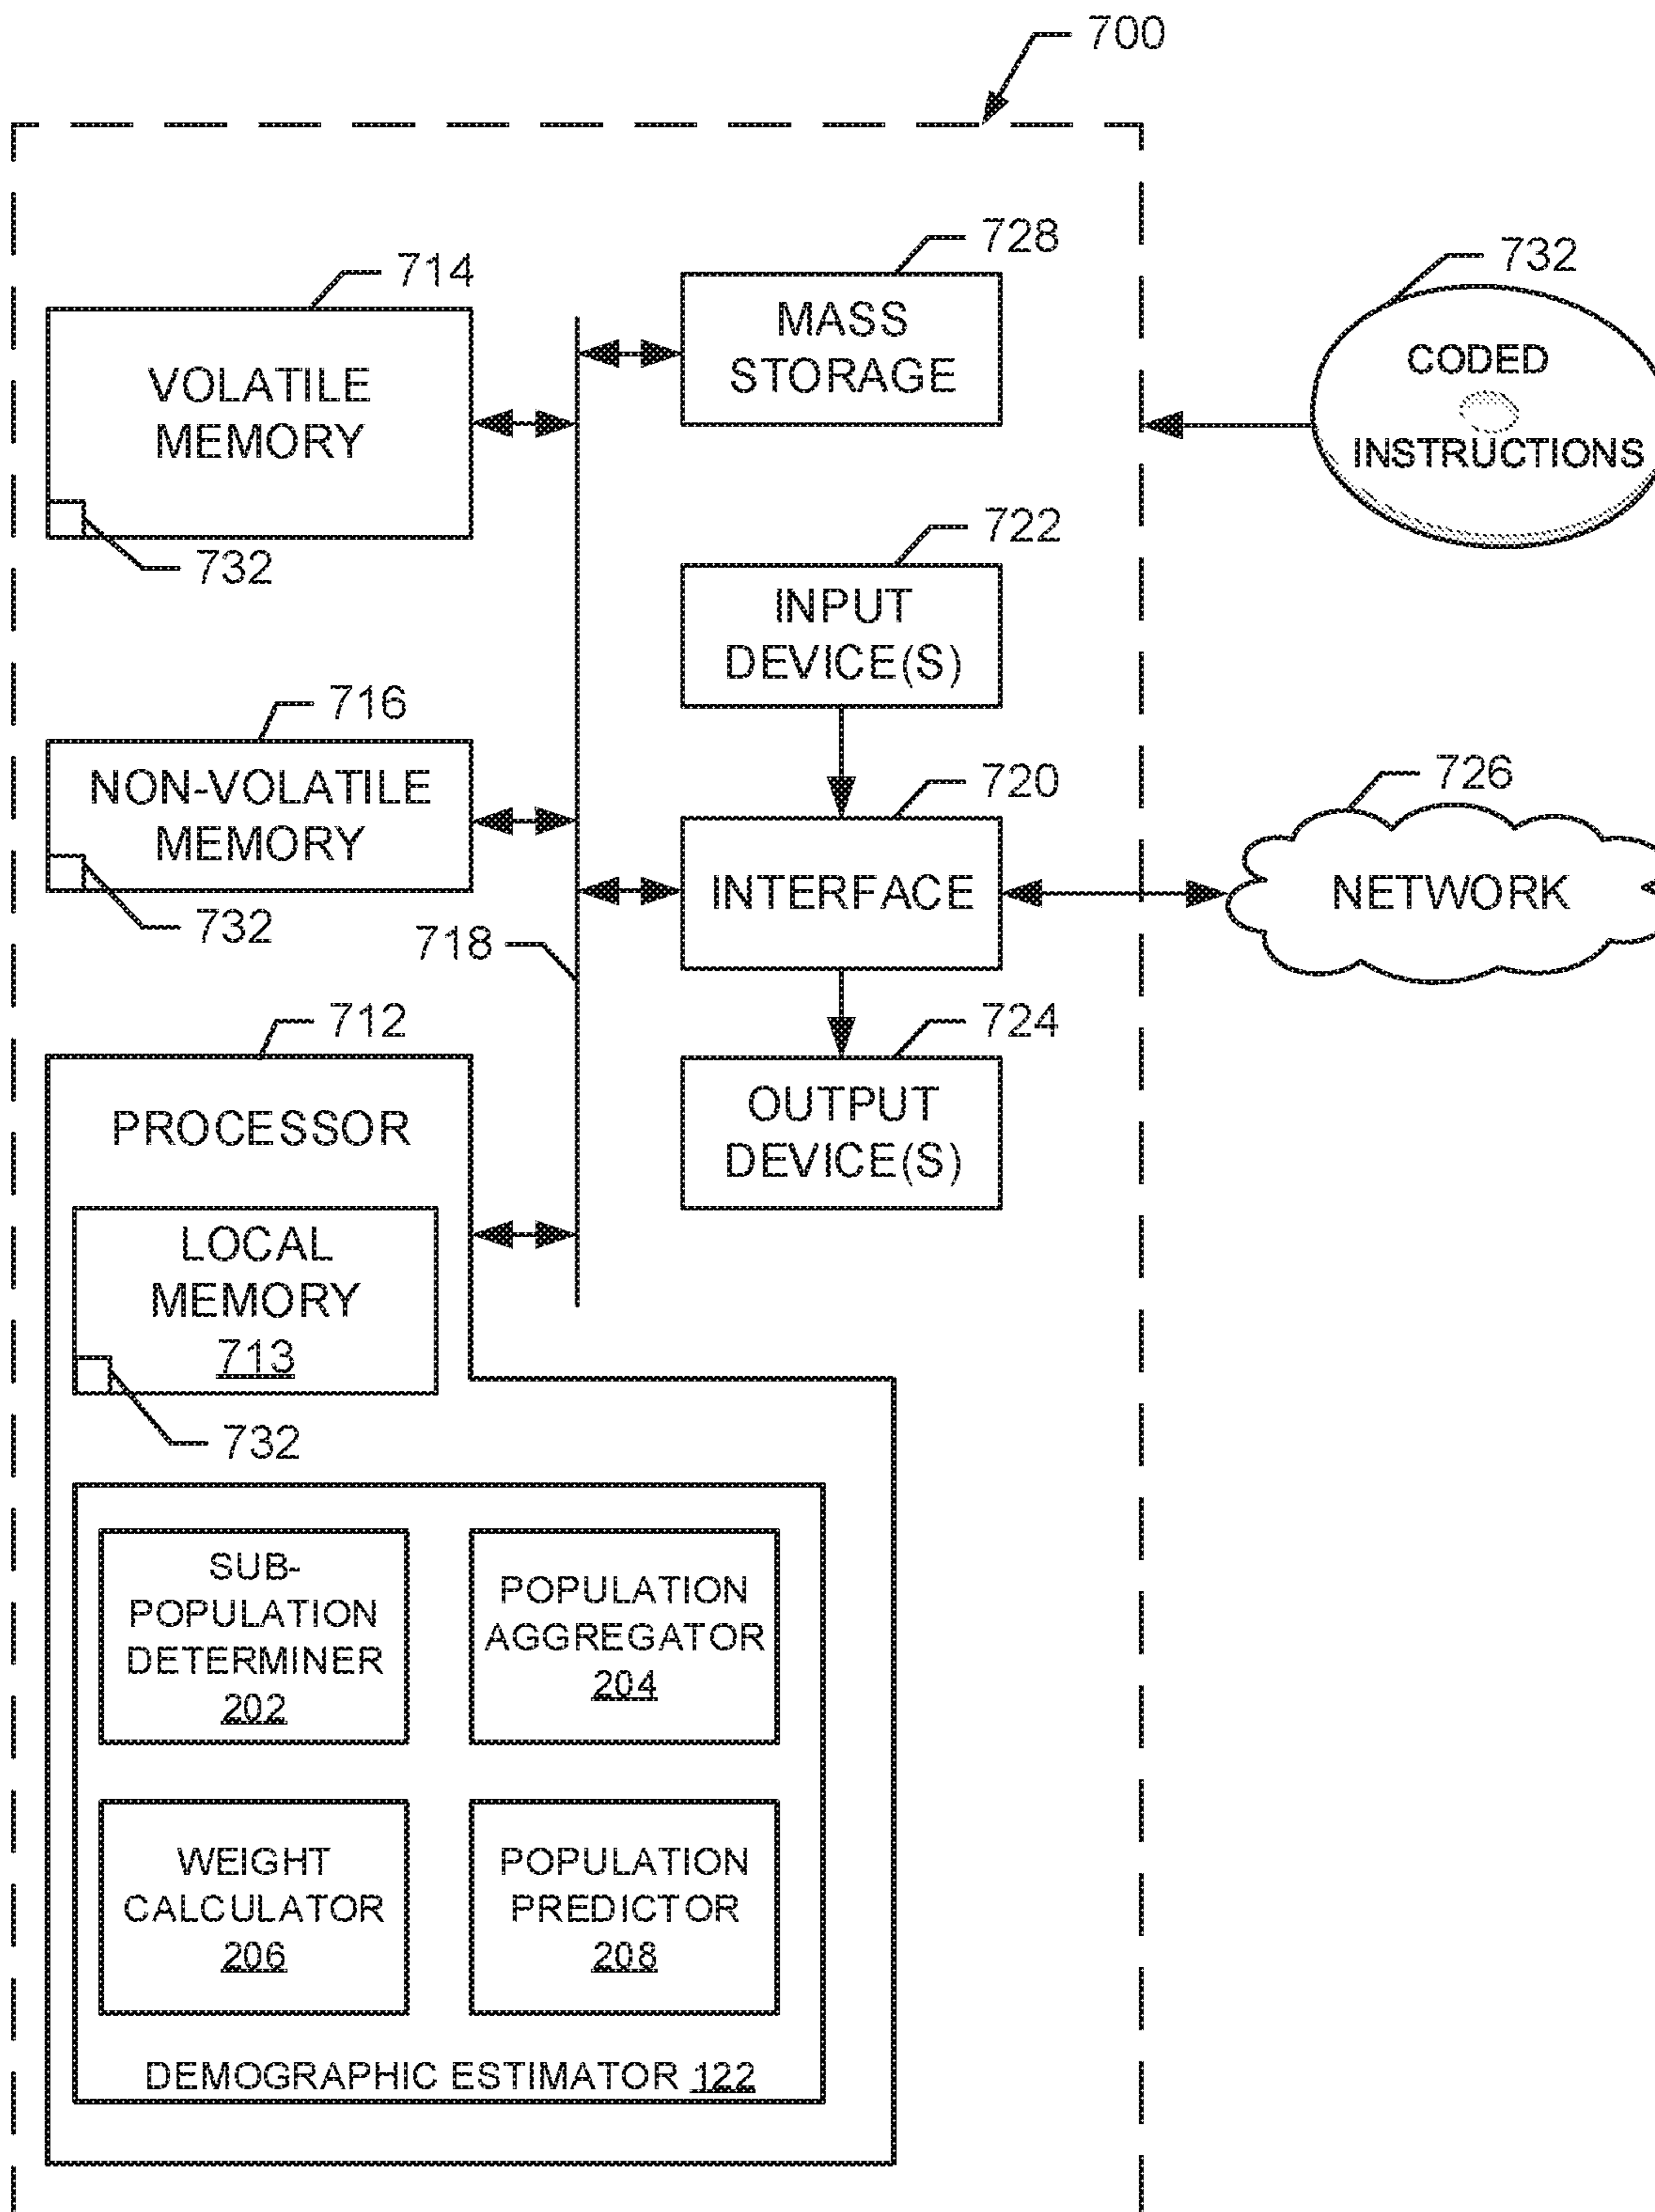 700
714
VOLATILE
MEMORY
732
728
MASS
STORAGE
732
CODED
INSTRUCTIONS
722
INPUT
DEVICE(S)
716
NON-VOLATILE
MEMORY
732
718
720
INTERFACE
726
NETWORK
712
PROCESSOR
724
OUTPUT
DEVICE(S)
LOCAL
MEMORY
713
732
SUB-
POPULATION
DETERMINER
202
POPULATION
AGGREGATOR
204
WEIGHT
CALCULATOR
206
POPULATION
PREDICTOR
208
DEMOGRAPHIC ESTIMATOR 122